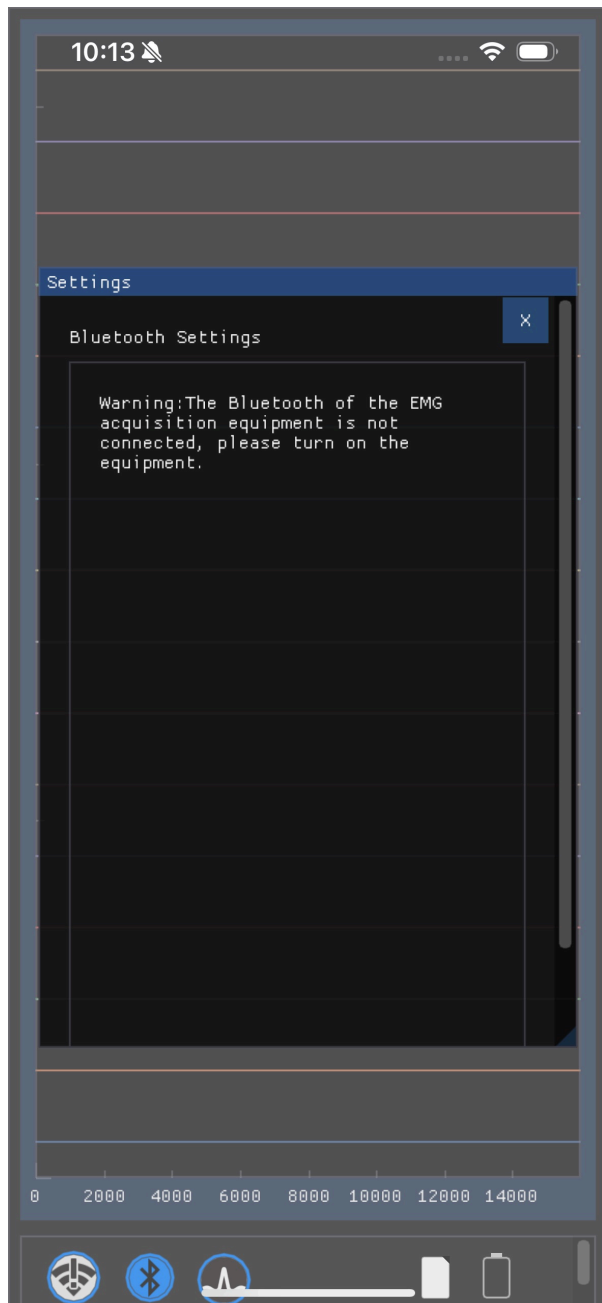 10:13
Settings
X
Bluetooth Settings
Warning:The Bluetooth of the EMG
acquisition equipment is not
connected, please turn on the
equipment.
0 2000 4000 6000 8000 10000 12000 14000